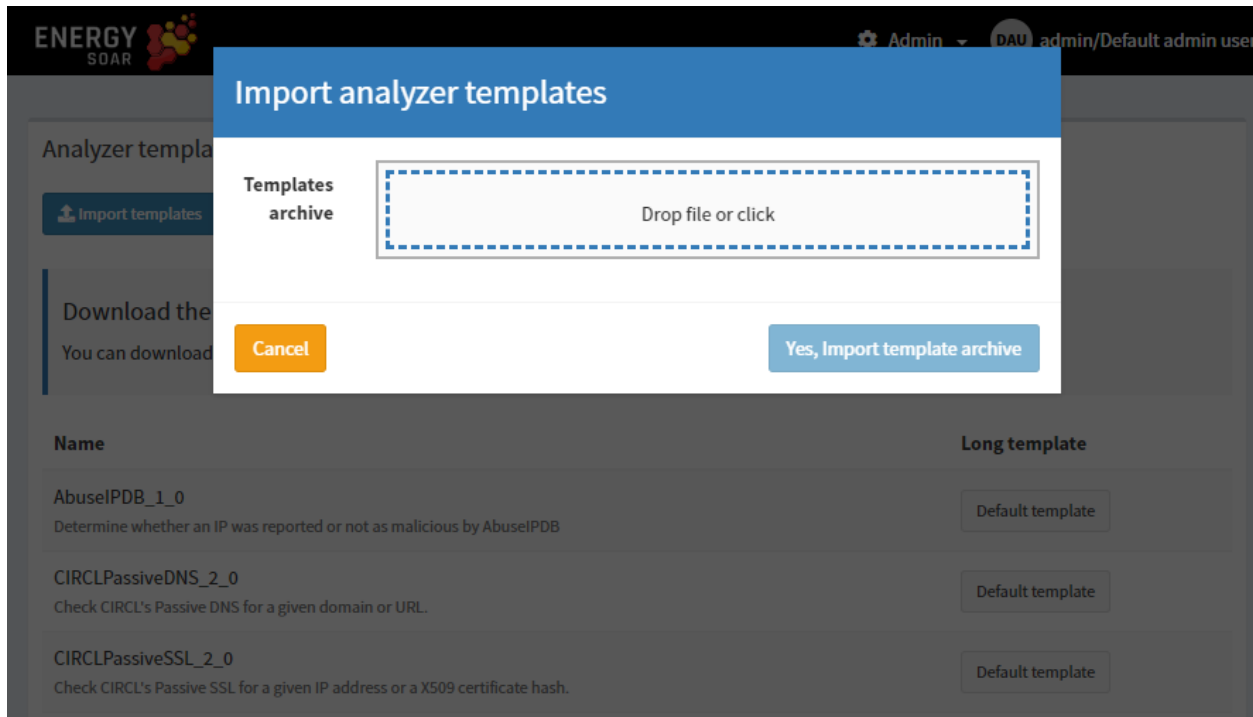 ENERGY
SOAR
Admin
DAU
admin/Default admin user
Import analyzer templates
Analyzer templa
Import templates
Templates
archive
Drop file or click
Download the
You can download
Cancel
Yes, Import template archive
Name
Long template
AbuseIPDB_1_0
Determine whether an IP was reported or not as malicious by AbuseIPDB
Default template
CIRCLPassiveDNS_2_0
Check CIRCL's Passive DNS for a given domain or URL.
Default template
CIRCLPassiveSSL_2_0
Check CIRCL's Passive SSL for a given IP address or a X509 certificate hash.
Default template